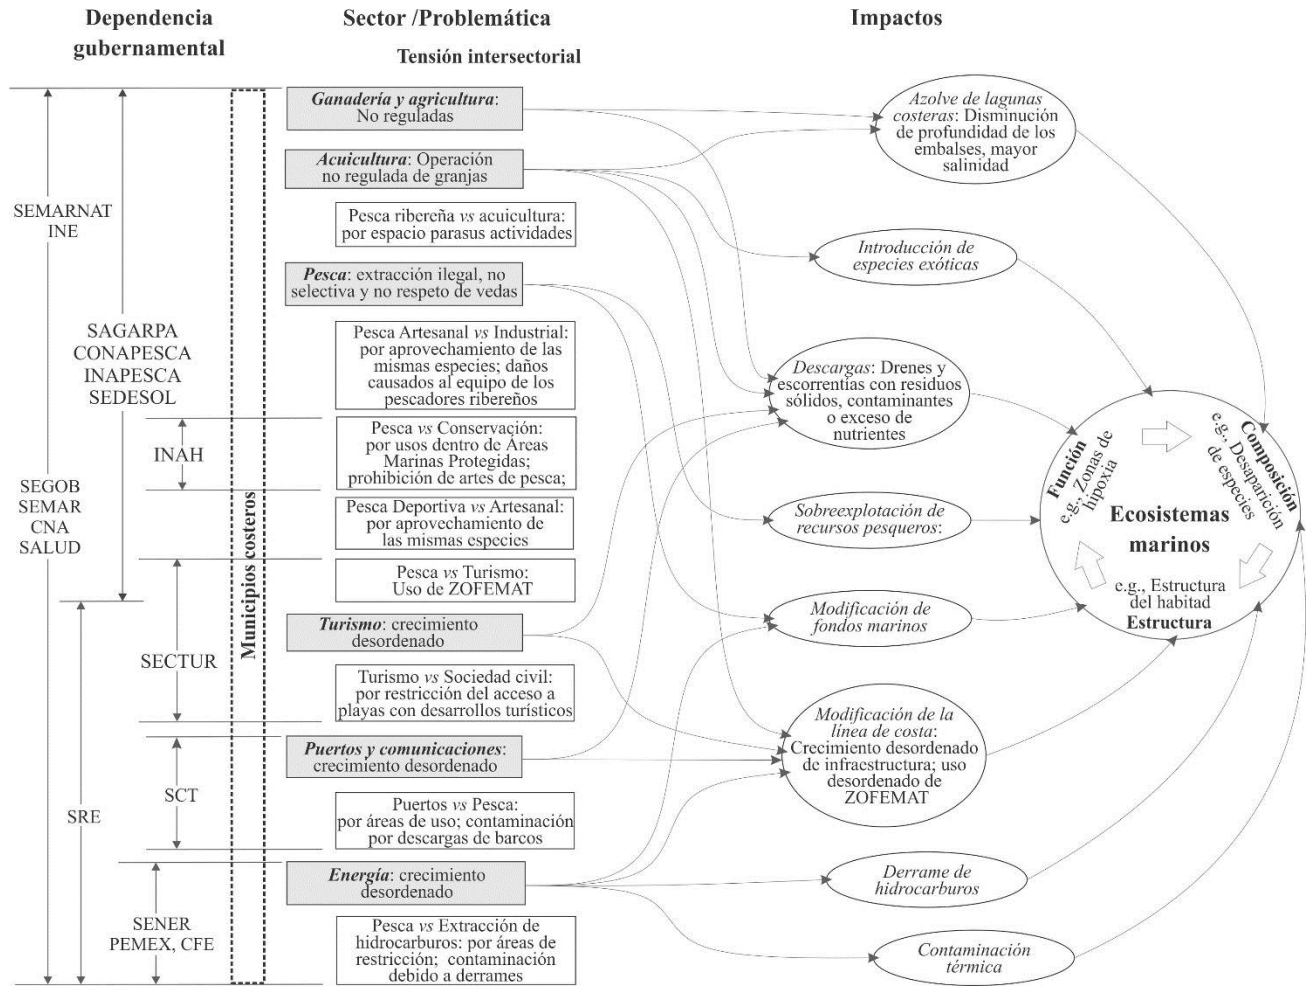 Dependencia
gubernamental
Sector /Problemática
Tensión intersectorial
Impactos
SEMARNAT
INE
SAGARPA
CONAPESCA
INAPESCA
SEDESOL
INAH
SEGOB
SEMAR
CNA
SALUD
SECTUR
SCT
SRE
SENER
PEMEX, CFE
Municipios costeros
Ganadería y agricultura:
No reguladas
Acuicultura: Operación
no regulada de granjas
Pesca ribereña vs acuicultura:
por espacio parasus actividades
Pesca: extracción ilegal, no
selectiva y no respeto de vedas
Pesca Artesanal vs Industrial:
por aprovechamiento de las
mismas especies; daños
causados al equipo de los
pescadores ribereños
Pesca vs Conservación:
por usos dentro de Áreas
Marinas Protegidas;
prohibición de artes de pesca;
Pesca Deportiva vs Artesanal:
por aprovechamiento de
las mismas especies
Pesca vs Turismo:
Uso de ZOFEMAT
Turismo: crecimiento
desordenado
Turismo vs Sociedad civil:
por restricción del acceso a
playas con desarrollos turísticos
Puertos y comunicaciones:
crecimiento desordenado
Puertos vs Pesca:
por áreas de uso; contaminación
por descargas de barcos
Energía: crecimiento
desordenado
Pesca vs Extracción de
hidrocarburos: por áreas de
restricción; contaminación
debido a derrames
Azolve de lagunas
costeras: Disminución
de profundidad de los
embalses, mayor
salinidad
Introducción de
especies exóticas
Descargas: Drenes y
escorrentías con residuos
sólidos, contaminantes
o exceso de
nutrientes
Sobreexplotación de
recursos pesqueros:
Modificación de
fondos marinos
Modificación de la
línea de costa:
Crecimiento desordenado
de infraestructura; uso
desordenado de
ZOFEMAT
Derrame de
hidrocarburos
Contaminación
térmica
Función
e.g., Zonas de
hipoxia
Composición
e.g., Desaparición
de especies
Ecosistemas
marinos
e.g., Estructura
del habitad
Estructura